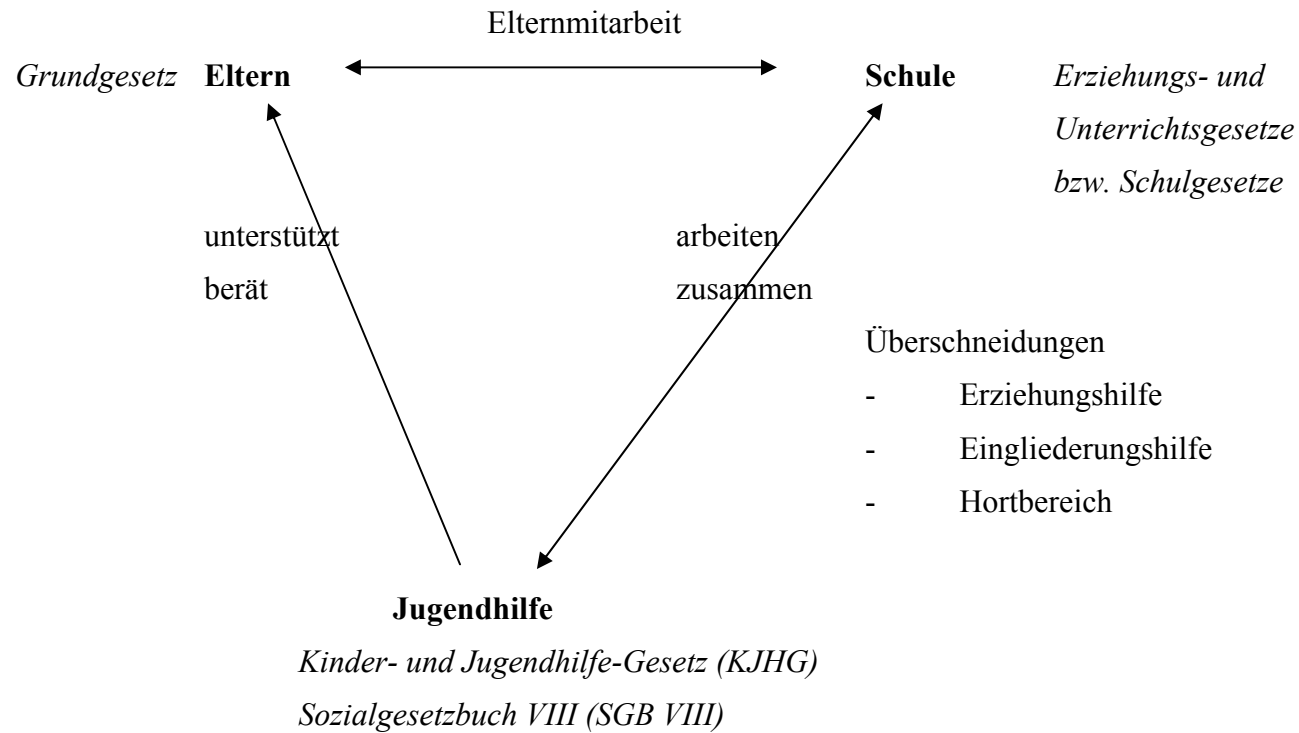 Elternmitarbeit
Grundgesetz Eltern Schule Erziehungs- und
Unterrichtsgesetze
bzw. Schulgesetze
unterstützt arbeiten
berät zusammen
Überschneidungen
- Erziehungshilfe
- Eingliederungshilfe
- Hortbereich
Jugendhilfe
Kinder- und Jugendhilfe-Gesetz (KJHG)
Sozialgesetzbuch VIII (SGB VIII)